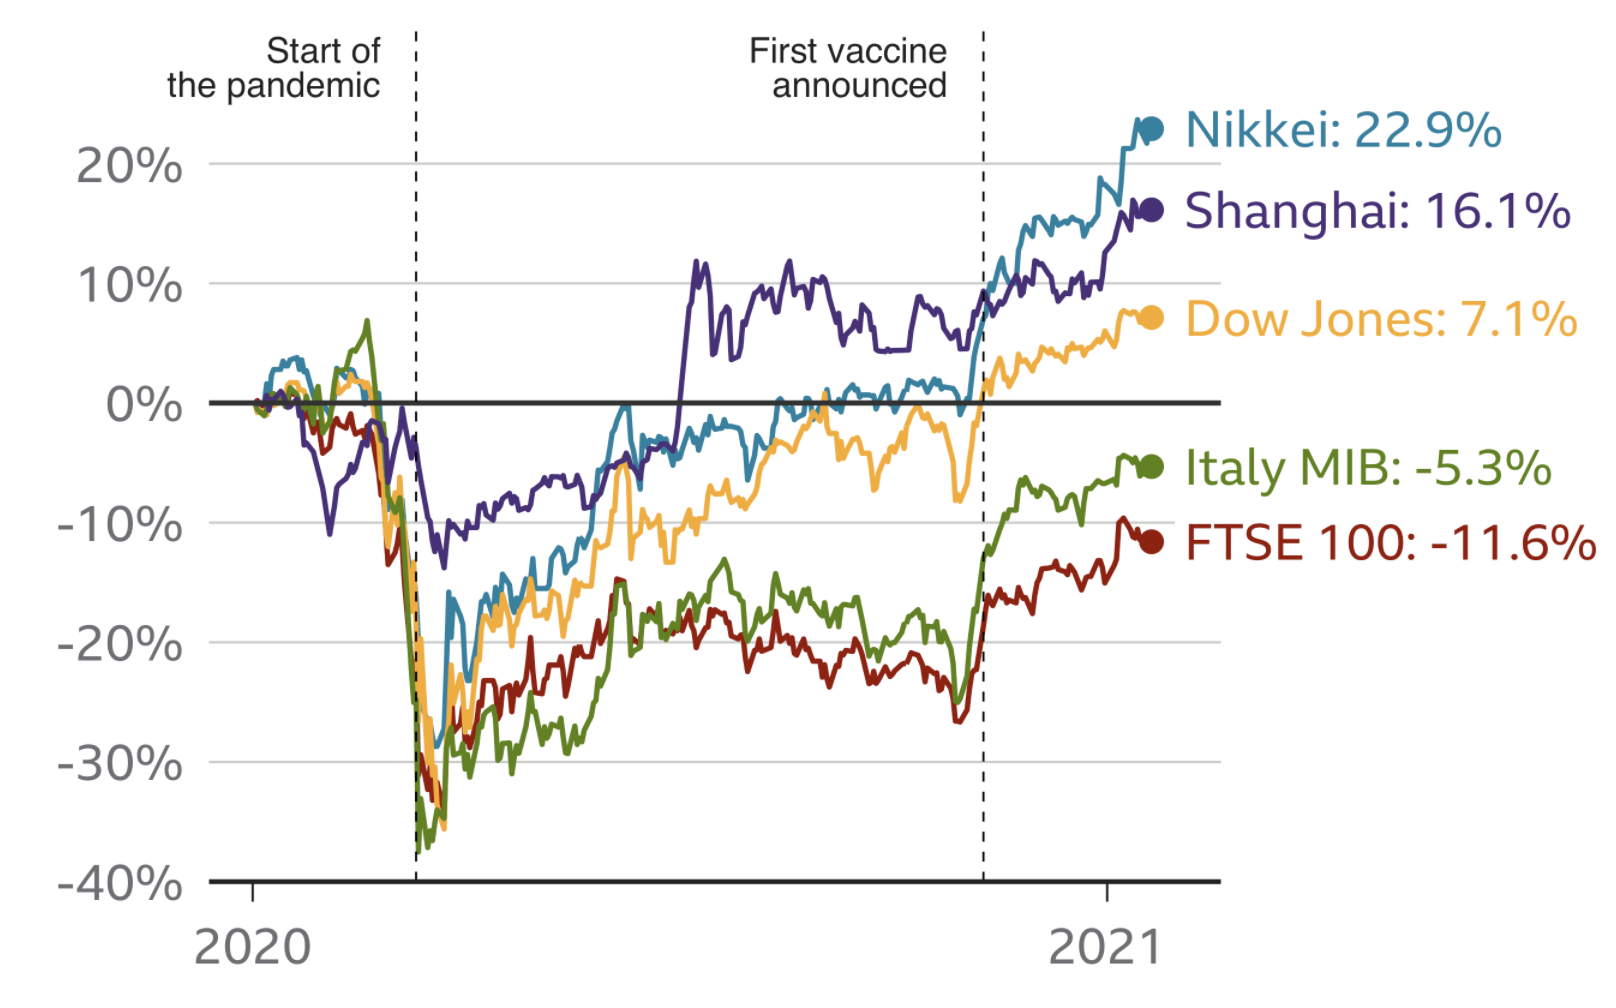 Start of
the pandemic
First vaccine
announced
20%
10%
0%
-10%
-20%
-30%
-40%
Nikkei: 22.9%
Shanghai: 16.1%
Dow Jones: 7.1%
Italy MIB: -5.3%
FTSE 100: -11.6%
2020
2021